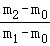 m₂ − m₀
m₁ − m₀